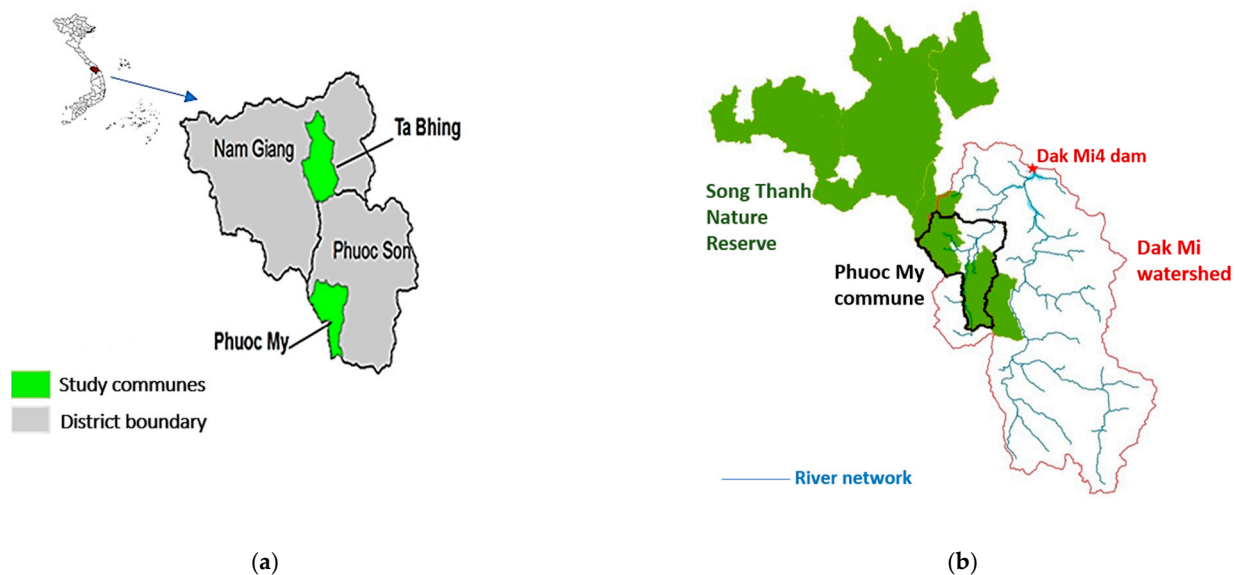 Nam Giang
Ta Bhing
Phuoc Son
Phuoc My
Study communes
District boundary
(a)
Dak Mi4 dam
Song Thanh
Nature
Reserve
Phuoc My
commune
Dak Mi
watershed
River network
(b)